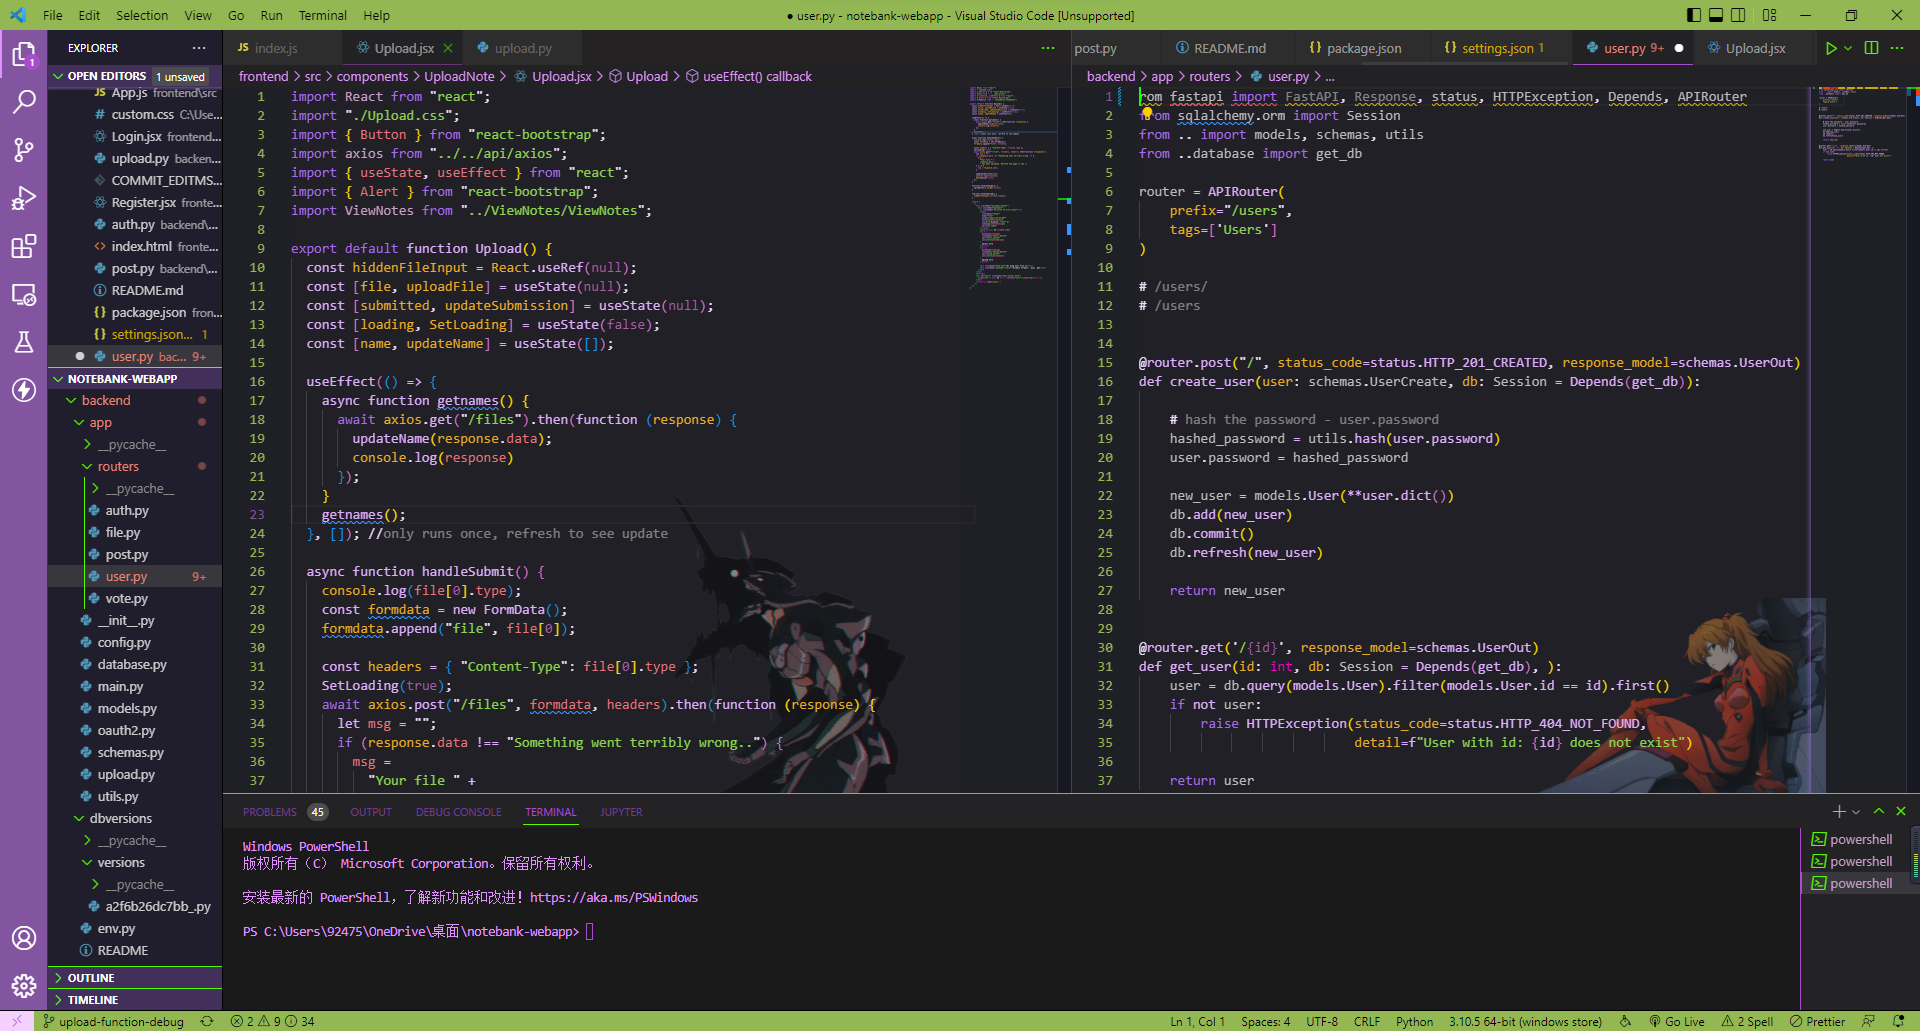 File Edit Selection View Go Run Terminal Help
● user.py - notebank-webapp - Visual Studio Code [Unsupported]
EXPLORER
OPEN EDITORS 1 unsaved
App.js frontend\src
custom.css C:\Use...
Login.jsx frontend...
upload.py backen...
COMMIT_EDITMS...
Register.jsx fronte...
auth.py backend\...
index.html fronte...
post.py backend\...
README.md
package.json fron...
settings.json... 1
user.py bac... 9+
NOTEBANK-WEBAPP
backend
app
__pycache__
routers
__pycache__
auth.py
file.py
post.py
user.py 9+
vote.py
__init__.py
config.py
database.py
main.py
models.py
oauth2.py
schemas.py
upload.py
utils.py
dbversions
__pycache__
versions
__pycache__
a2f6b26dc7bb_.py
env.py
README
OUTLINE
TIMELINE
JS index.js Upload.jsx upload.py
frontend > src > components > UploadNote > Upload.jsx > Upload > useEffect() callback
1 import React from "react";
2 import "./Upload.css";
3 import { Button } from "react-bootstrap";
4 import axios from "../../api/axios";
5 import { useState, useEffect } from "react";
6 import { Alert } from "react-bootstrap";
7 import ViewNotes from "../ViewNotes/ViewNotes";
8
9 export default function Upload() {
10 const hiddenFileInput = React.useRef(null);
11 const [file, uploadFile] = useState(null);
12 const [submitted, updateSubmission] = useState(null);
13 const [loading, SetLoading] = useState(false);
14 const [name, updateName] = useState([]);
15
16 useEffect(() => {
17 async function getnames() {
18 await axios.get("/files").then(function (response) {
19 updateName(response.data);
20 console.log(response)
21 });
22 }
23 getnames();
24 }, []); //only runs once, refresh to see update
25
26 async function handleSubmit() {
27 console.log(file[0].type);
28 const formdata = new FormData();
29 formdata.append("file", file[0]);
30
31 const headers = { "Content-Type": file[0].type };
32 SetLoading(true);
33 await axios.post("/files", formdata, headers).then(function (response) {
34 let msg = "";
35 if (response.data !== "Something went terribly wrong..") {
36 msg =
37 "Your file " +
post.py README.md package.json settings.json 1 user.py 9+ ● Upload.jsx
backend > app > routers > user.py > ...
1 rom fastapi import FastAPI, Response, status, HTTPException, Depends, APIRouter
2 from sqlalchemy.orm import Session
3 from .. import models, schemas, utils
4 from ..database import get_db
5
6 router = APIRouter(
7 prefix="/users",
8 tags=['Users']
9 )
10
11 # /users/
12 # /users
13
14
15 @router.post("/", status_code=status.HTTP_201_CREATED, response_model=schemas.UserOut)
16 def create_user(user: schemas.UserCreate, db: Session = Depends(get_db)):
17
18 # hash the password - user.password
19 hashed_password = utils.hash(user.password)
20 user.password = hashed_password
21
22 new_user = models.User(**user.dict())
23 db.add(new_user)
24 db.commit()
25 db.refresh(new_user)
26
27 return new_user
28
29
30 @router.get('/{id}', response_model=schemas.UserOut)
31 def get_user(id: int, db: Session = Depends(get_db), ):
32 user = db.query(models.User).filter(models.User.id == id).first()
33 if not user:
34 raise HTTPException(status_code=status.HTTP_404_NOT_FOUND,
35 detail=f"User with id: {id} does not exist")
36
37 return user
PROBLEMS 45 OUTPUT DEBUG CONSOLE TERMINAL JUPYTER
Windows PowerShell
版权所有（C） Microsoft Corporation。保留所有权利。
安装最新的 PowerShell，了解新功能和改进！https://aka.ms/PSWindows
PS C:\Users\92475\OneDrive\桌面\notebank-webapp>
powershell
powershell
powershell
upload-function-debug 2 9 34 Ln 1, Col 1 Spaces: 4 UTF-8 CRLF Python 3.10.5 64-bit (windows store) Go Live 2 Spell Prettier